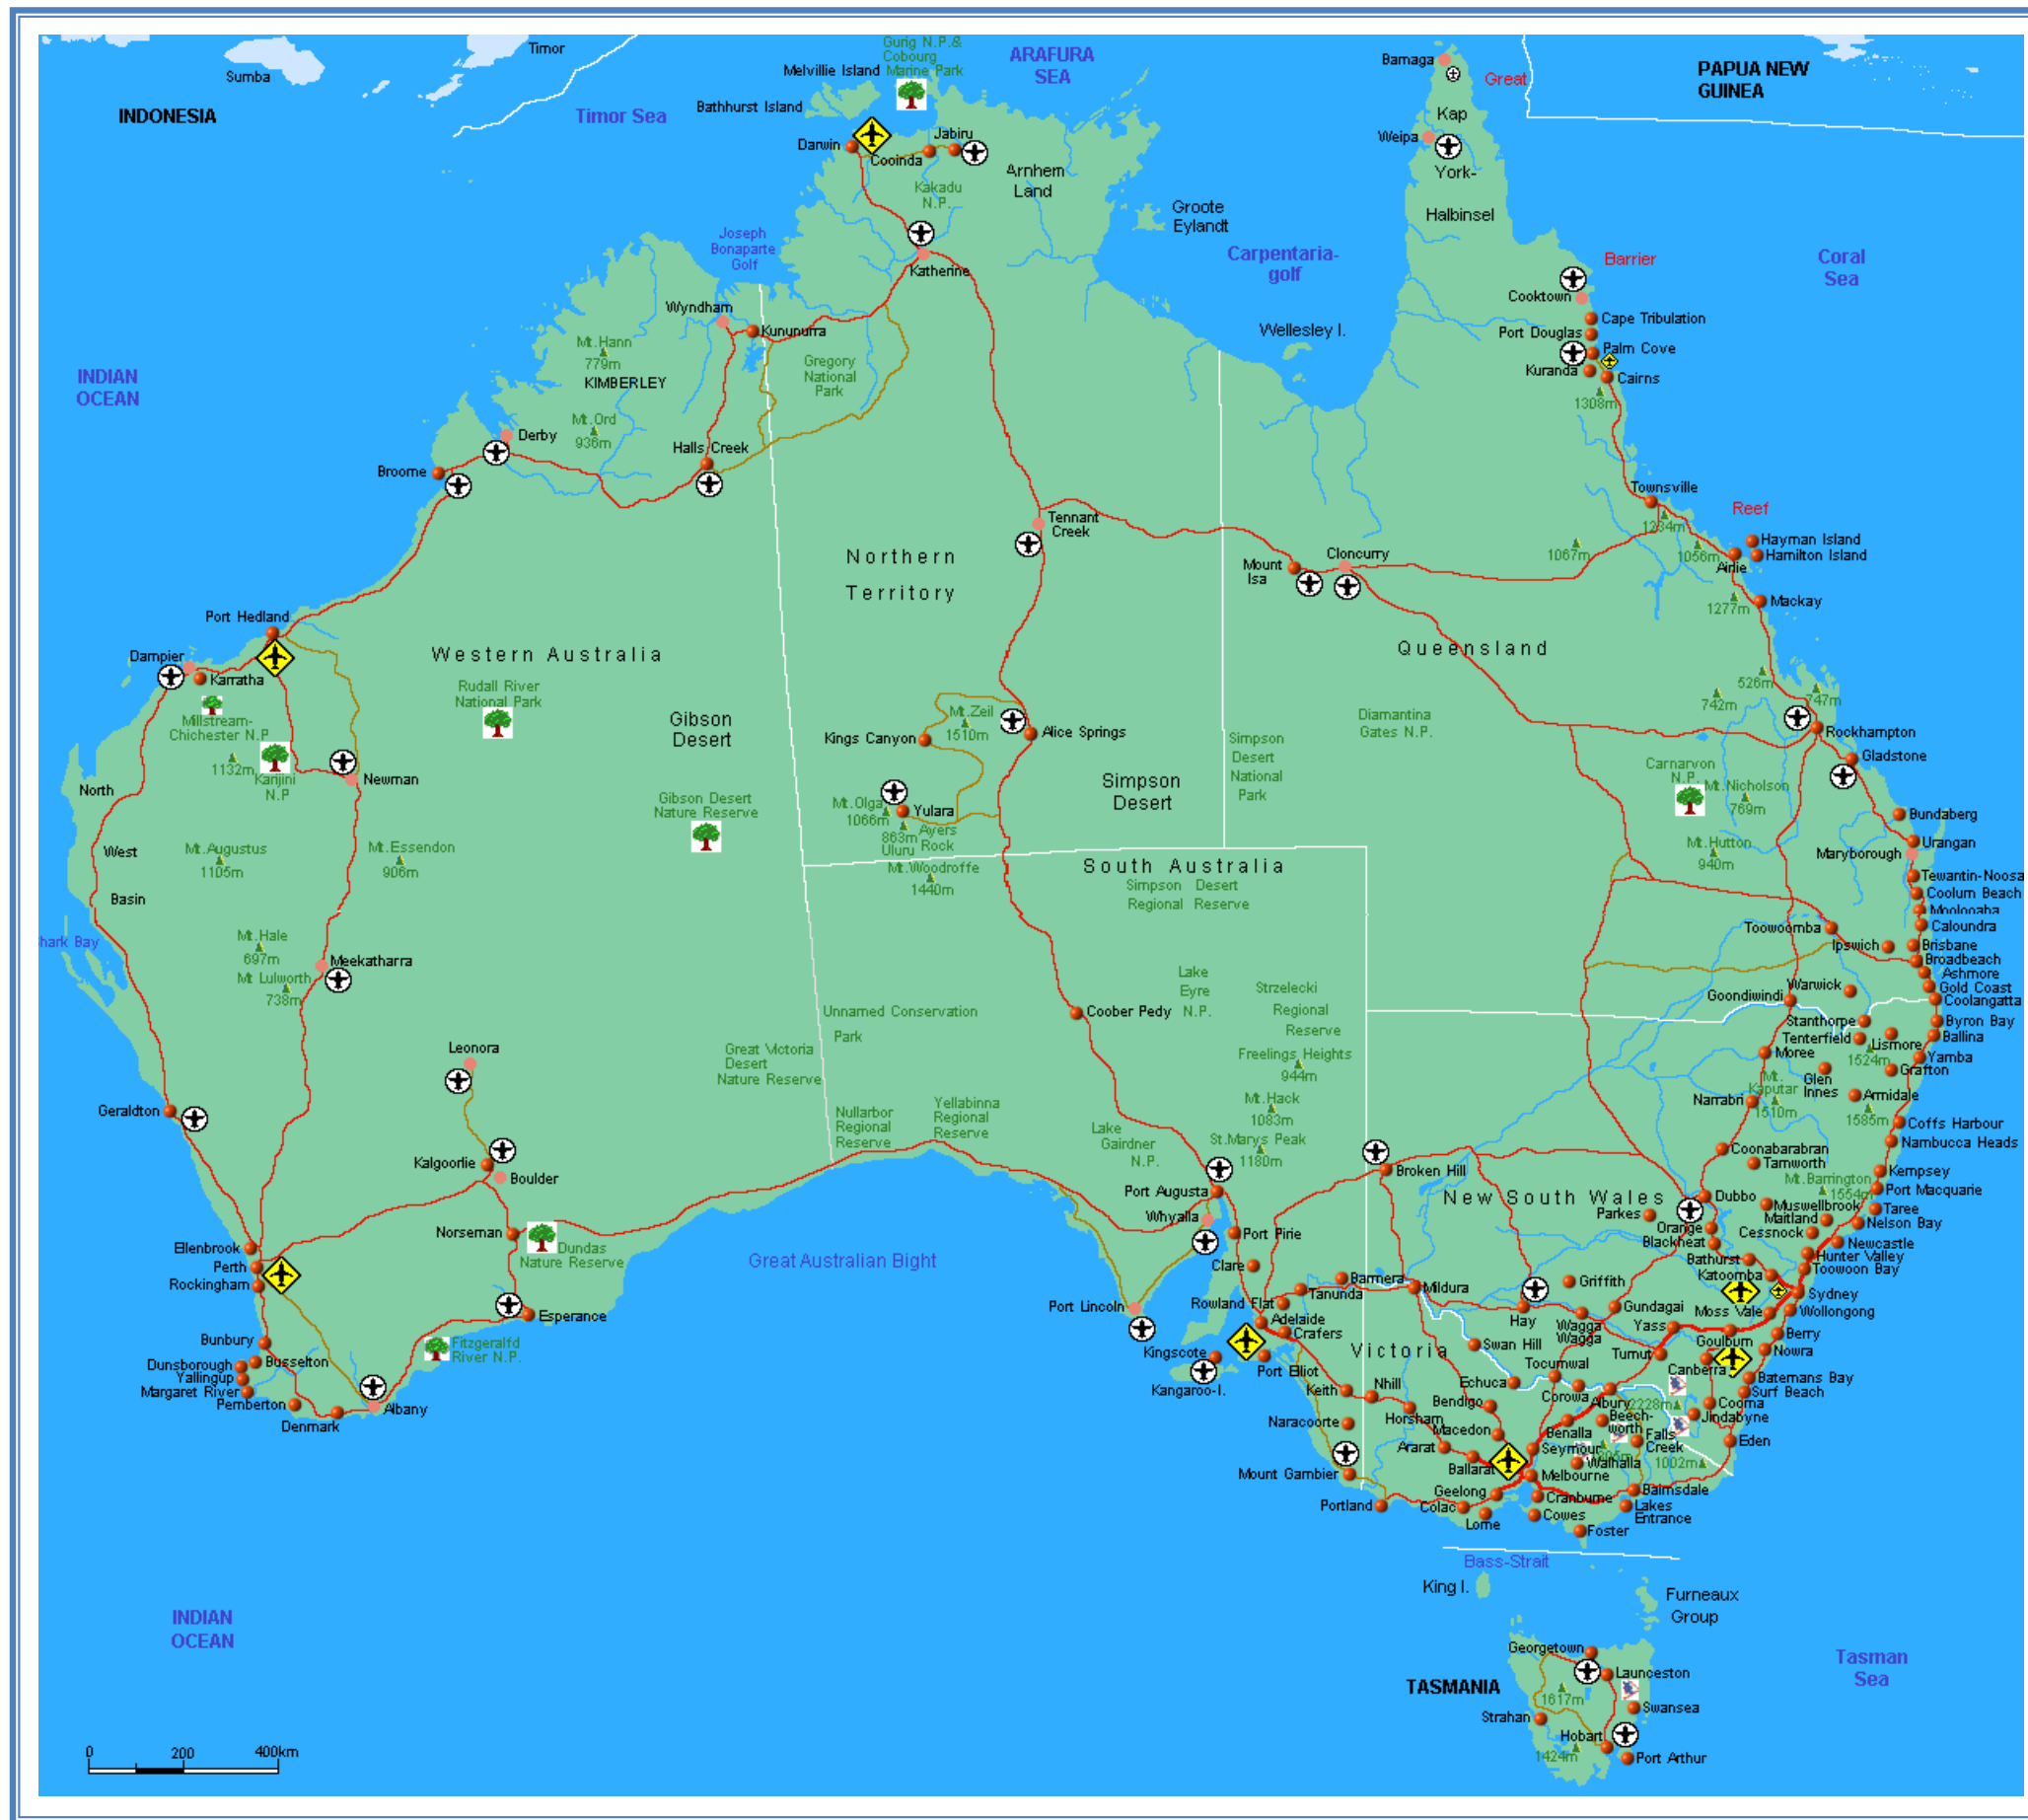 Timor
Sumba
INDONESIA
Timor Sea
Melvillie Island
Bathhurst Island
Gurig N.P.&
Cobourg
Marine Park
ARAFURA
SEA
Bamaga
Great
PAPUA NEW
GUINEA
Kap
Weipa
York-
Halbinsel
Darwin
Cooinda
Jabiru
Arnhem
Land
Kakadu
N.P.
Groote
Eylandt
Joseph
Bonaparte
Golf
Katherine
Carpentaria-
golf
Barrier
Coral
Sea
Cooktown
Cape Tribulation
Port Douglas
Palm Cove
Kuranda
Cairns
1308m
Wellesley I.
Wyndham
Kununurra
Mt.Hann
779m
KIMBERLEY
Gregory
National
Park
INDIAN
OCEAN
Mt.Ord
936m
Derby
Halls Creek
Broome
Townsville
1234m
Reef
Hayman Island
Hamilton Island
1056m
Airlie
1067m
Tennant
Creek
Northern
Territory
Mount
Isa
Cloncurry
1277m
Mackay
Port Hedland
Dampier
Karratha
Western Australia
Queensland
Rudall River
National Park
Millstream-
Chichester N.P
1132m
Karijini
N.P
Gibson
Desert
Mt.Zeil
1510m
Kings Canyon
Alice Springs
Diamantina
Gates N.P.
526m
742m
747m
Rockhampton
Gladstone
Simpson
Desert
National
Park
Simpson
Desert
Newman
North
West
Basin
Gibson Desert
Nature Reserve
Mt.Olga
1066m
Yulara
863m
Ayers
Uluru Rock
Carnarvon
N.P.
Mt.Nicholson
769m
Bundaberg
Mt.Hutton
940m
Urangan
Maryborough
Mt.Augustus
1105m
Mt.Essendon
906m
Mt.Woodroffe
1440m
South Australia
Simpson Desert
Regional Reserve
Tewantin-Noosa
Coolum Beach
Moolooaba
Caloundra
Toowoomba
Ipswich
Brisbane
Broadbeach
Ashmore
Gold Coast
Coolangatta
hark Bay
Mt.Hale
697m
Mt Lulworth
738m
Meekatharra
Lake
Eyre
N.P.
Strzelecki
Regional
Reserve
Goondiwindi
Warwick
Stanthorpe
Byron Bay
Tenterfield
Lismore
Ballina
Coober Pedy
Unnamed Conservation
Park
Great Victoria
Desert
Nature Reserve
Freelings Heights
944m
Moree
1524m
Yamba
Grafton
Leonora
Mt.
Kaputar
1510m
Glen
Innes
Narrabri
Armidale
1585m
Geraldton
Nullarbor
Regional
Reserve
Yellabinna
Regional
Reserve
Mt.Hack
1083m
Lake
Gairdner
N.P.
St.Marys Peak
1180m
Coffs Harbour
Nambucca Heads
Coonabarabran
Tamworth
Kalgoorlie
Boulder
Port Augusta
Broken Hill
Kempsey
Mt.Barrington
1554m
Port Macquarie
New South Wales
Dubbo
Muswellbrook
Taree
Whyalla
Port Pirie
Parkes
Maitland
Nelson Bay
Orange
Cessnock
Norseman
Dundas
Nature Reserve
Great Australian Bight
Blackheat
Newcastle
Ellenbrook
Perth
Rockingham
Clare
Bathurst
Hunter Valley
Toowoon Bay
Katoomba
Barmera
Mildura
Griffith
Sydney
Tanunda
Port Lincoln
Rowland Flat
Hay
Gundagai
Moss Vale
Wollongong
Esperance
Adelaide
Crafers
Wagga
Wagga
Yass
Goulburn
Berry
Bunbury
Fitzgeralfd
River N.P.
Victoria
Swan Hill
Nowra
Dunsborough
Busselton
Yallingup
Margaret River
Pemberton
Denmark
Albany
Kingscote
Kangaroo-I.
Port Elliot
Tocumwal
Tumut
Canberra
Keith
Nhill
Echuca
Corowa
Albury
2228m
Batemans Bay
Surf Beach
Naracoorte
Horsham
Bendigo
Beech-
worth
Cooma
Jindabyne
Macedon
Benalla
Falls
Creek
Eden
Ararat
Seymour
Walhalla
1002m
Mount Gambier
Ballarat
Melbourne
Geelong
Cranburne
Bairnsdale
Portland
Colac
Lorne
Cowes
Lakes
Entrance
Foster
Bass-Strait
King I.
Furneaux
Group
INDIAN
OCEAN
Georgetown
Launceston
TASMANIA
1617m
Swansea
Strahan
Hobart
1424m
Port Arthur
Tasman
Sea
0 200 400km